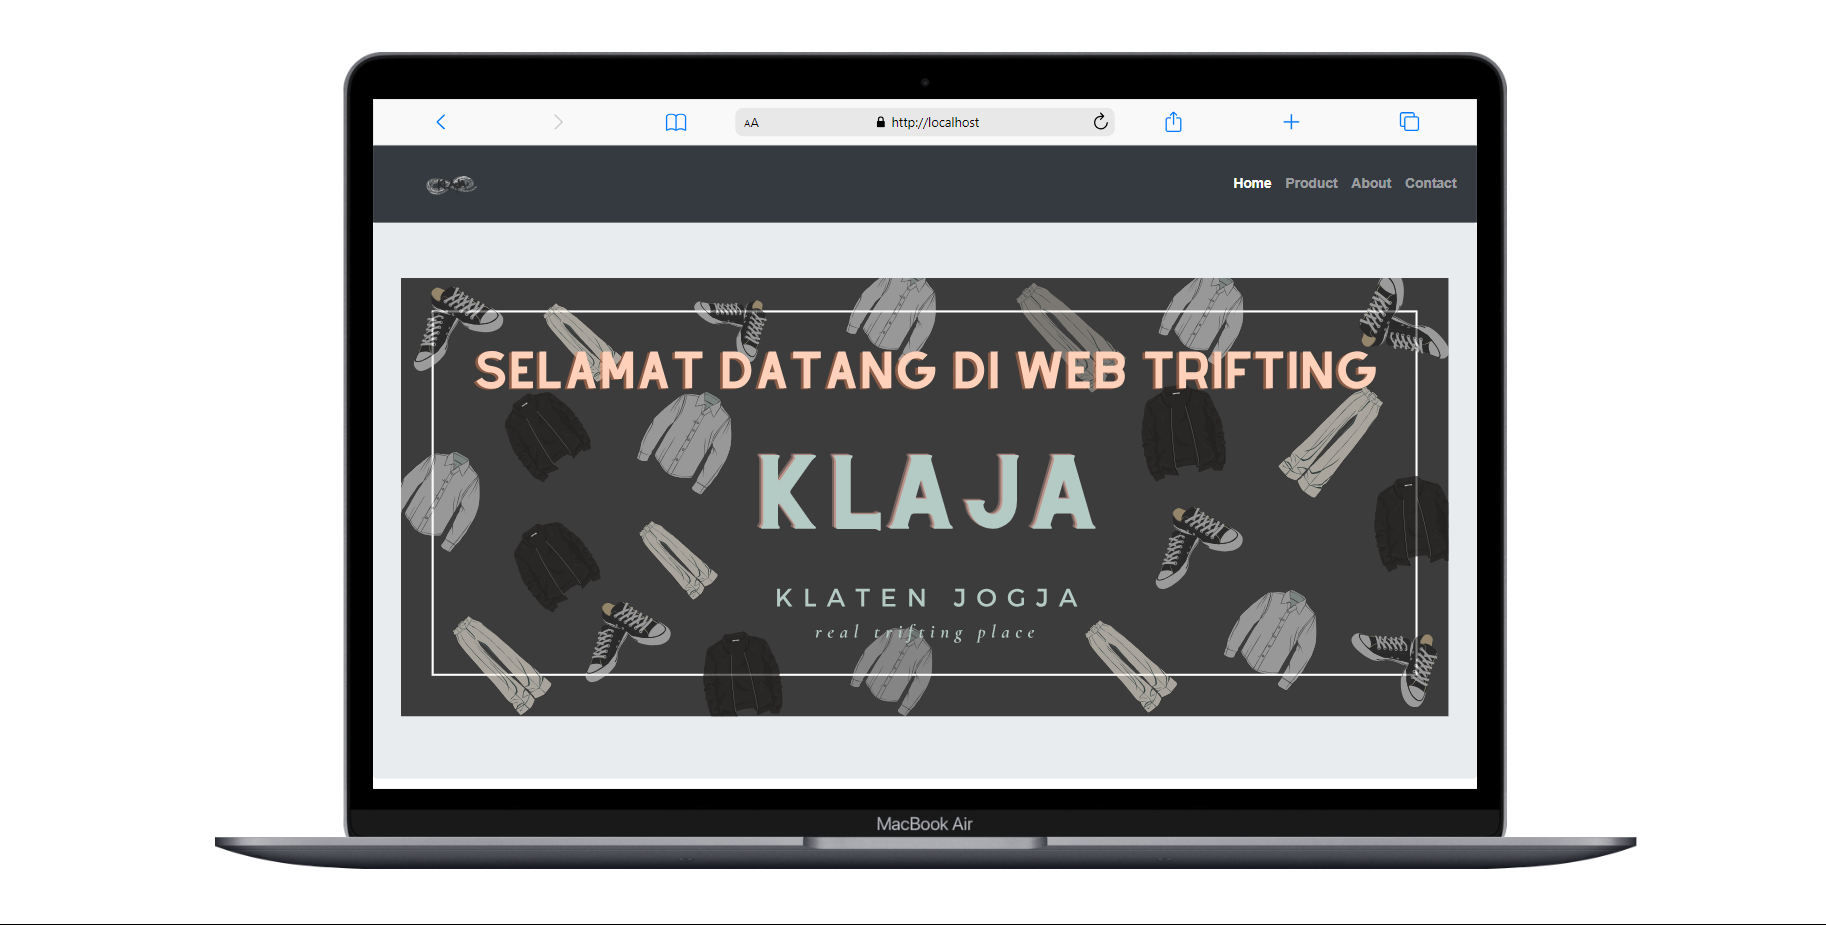 AA
http://localhost
Home Product About Contact
SELAMAT DATANG DI WEB TRIFTING
KLAJA
KLATEN JOGJA
real trifting place
MacBook Air